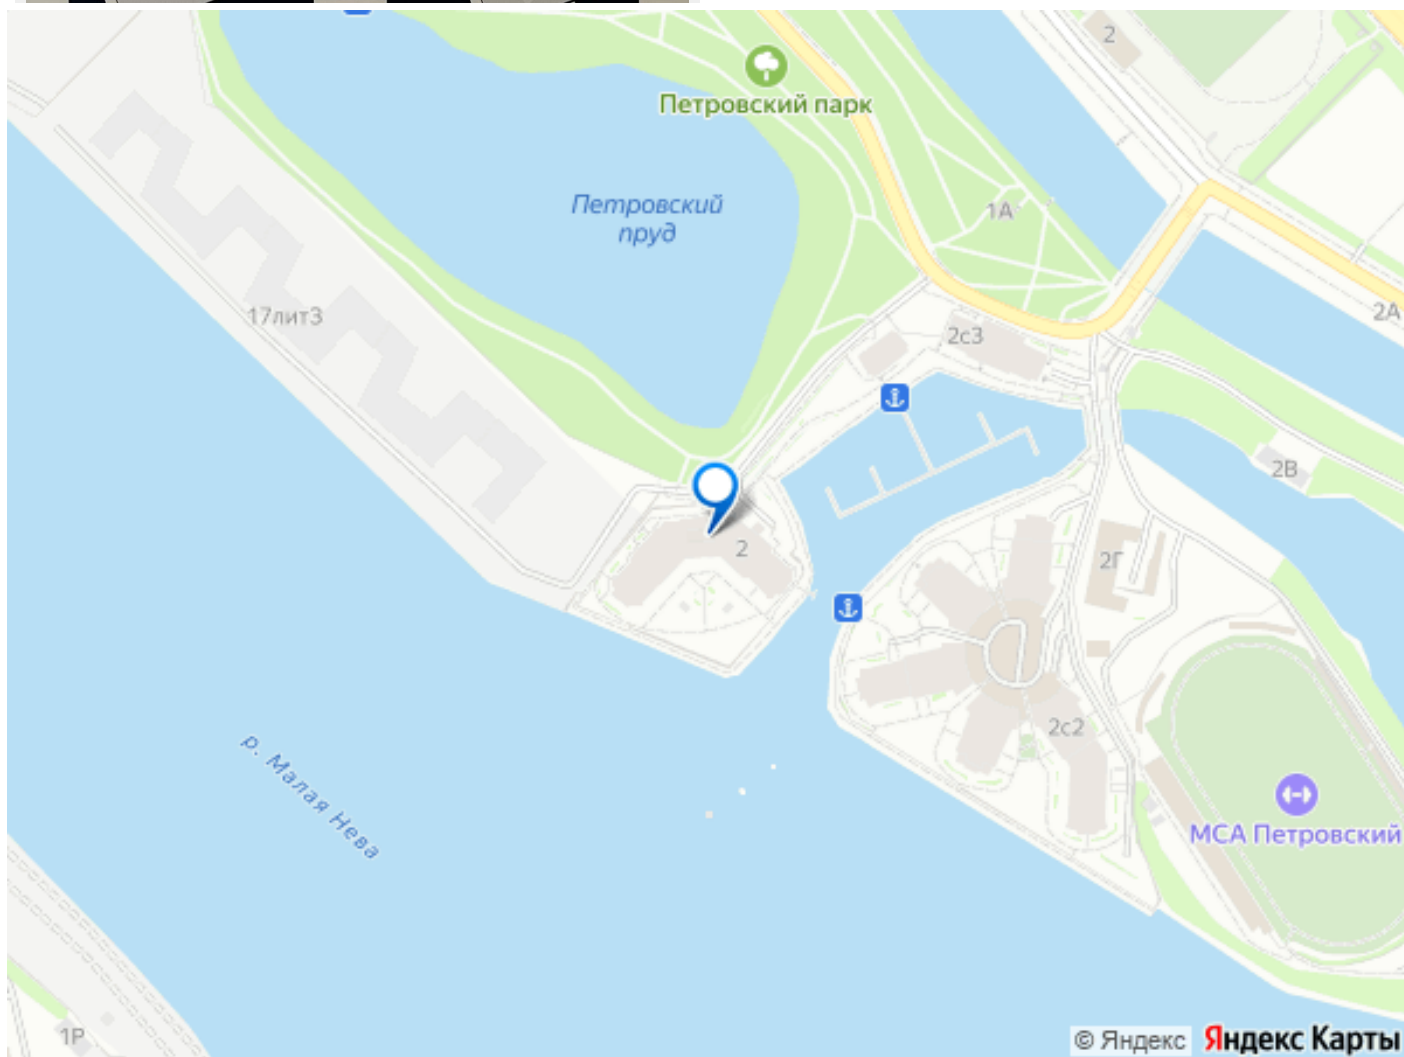 2
Петровский парк
Петровский
пруд
1А
17лит3
2с3
2А
2В
2
2Г
2с2
р. Малая Нева
МСА Петровский
1Р
© Яндекс Яндекс Карты